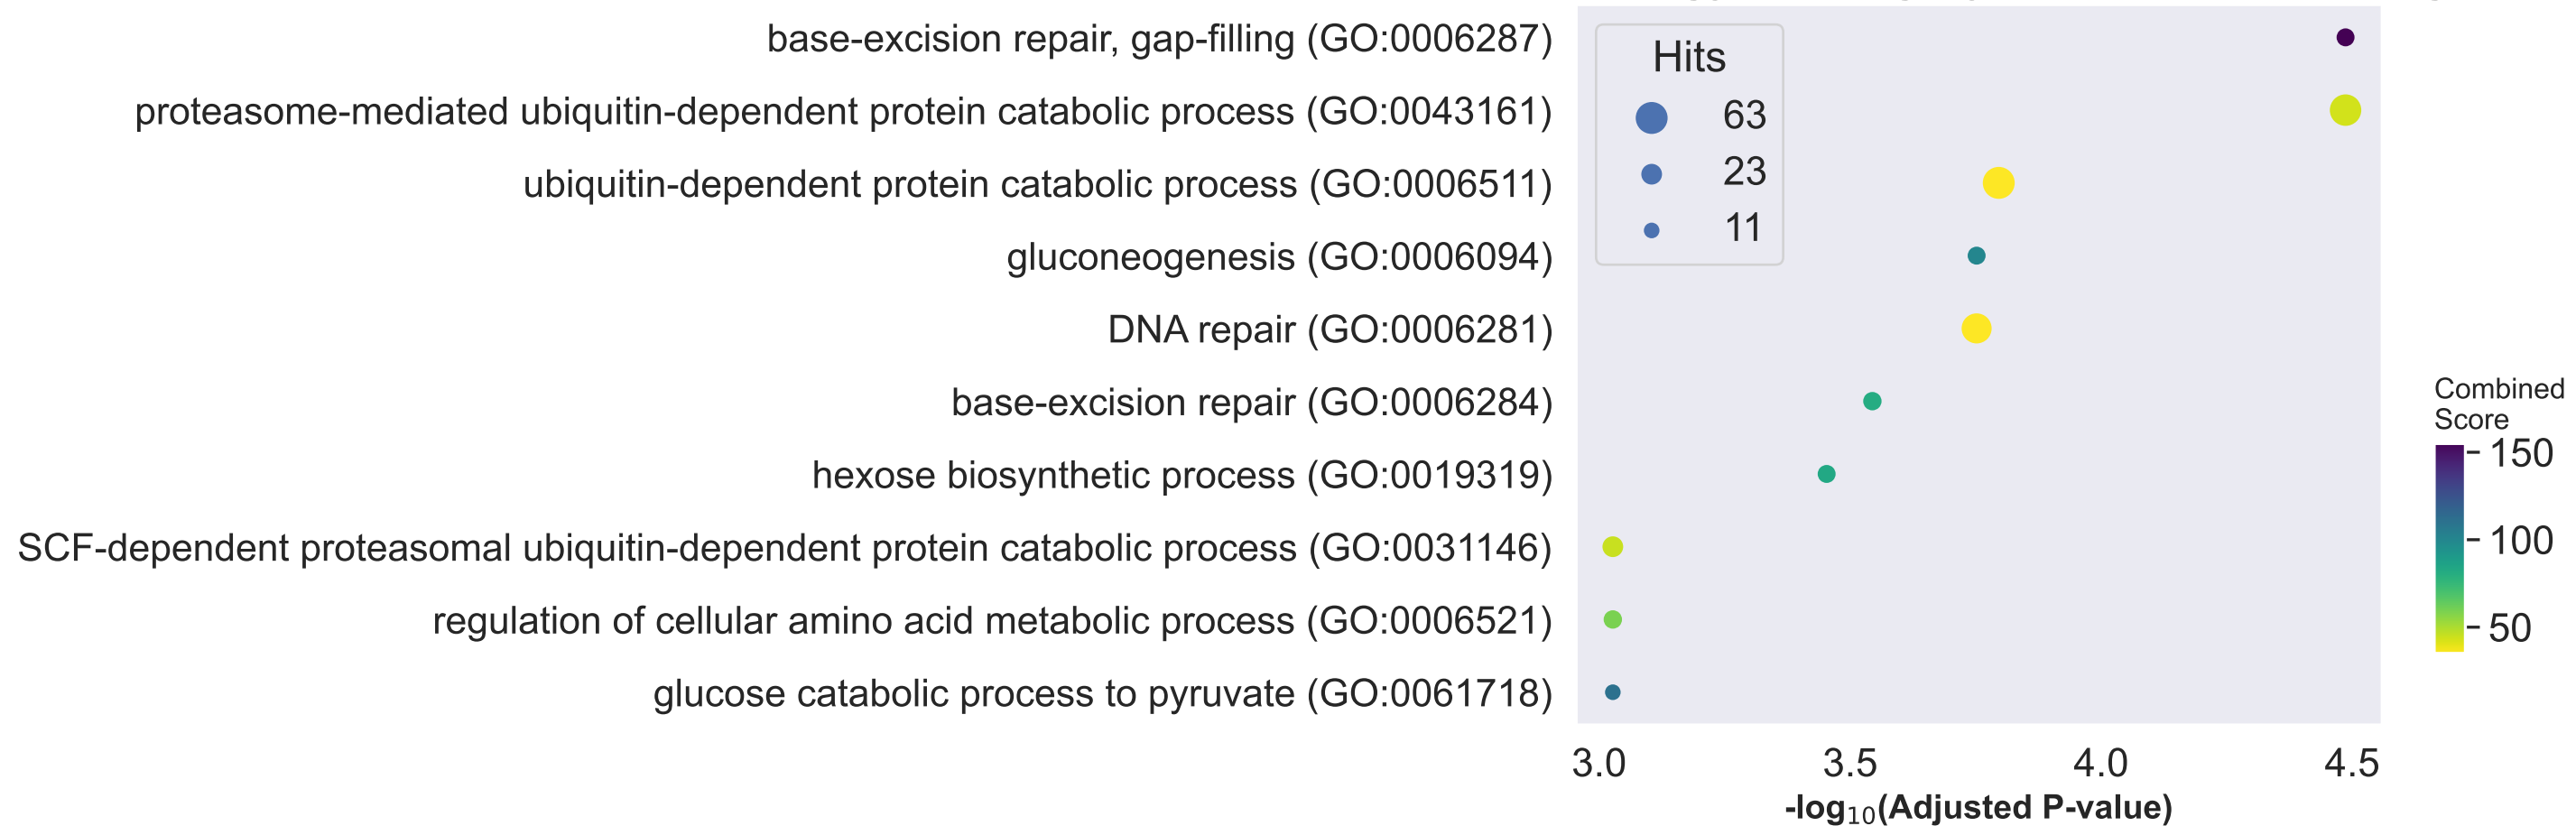 base-excision repair, gap-filling (GO:0006287)
proteasome-mediated ubiquitin-dependent protein catabolic process (GO:0043161)
ubiquitin-dependent protein catabolic process (GO:0006511)
gluconeogenesis (GO:0006094)
DNA repair (GO:0006281)
base-excision repair (GO:0006284)
hexose biosynthetic process (GO:0019319)
SCF-dependent proteasomal ubiquitin-dependent protein catabolic process (GO:0031146)
regulation of cellular amino acid metabolic process (GO:0006521)
glucose catabolic process to pyruvate (GO:0061718)
Hits
63
23
11
3.0 3.5 4.0 4.5
-log₁₀(Adjusted P-value)
Combined
Score
150
100
50